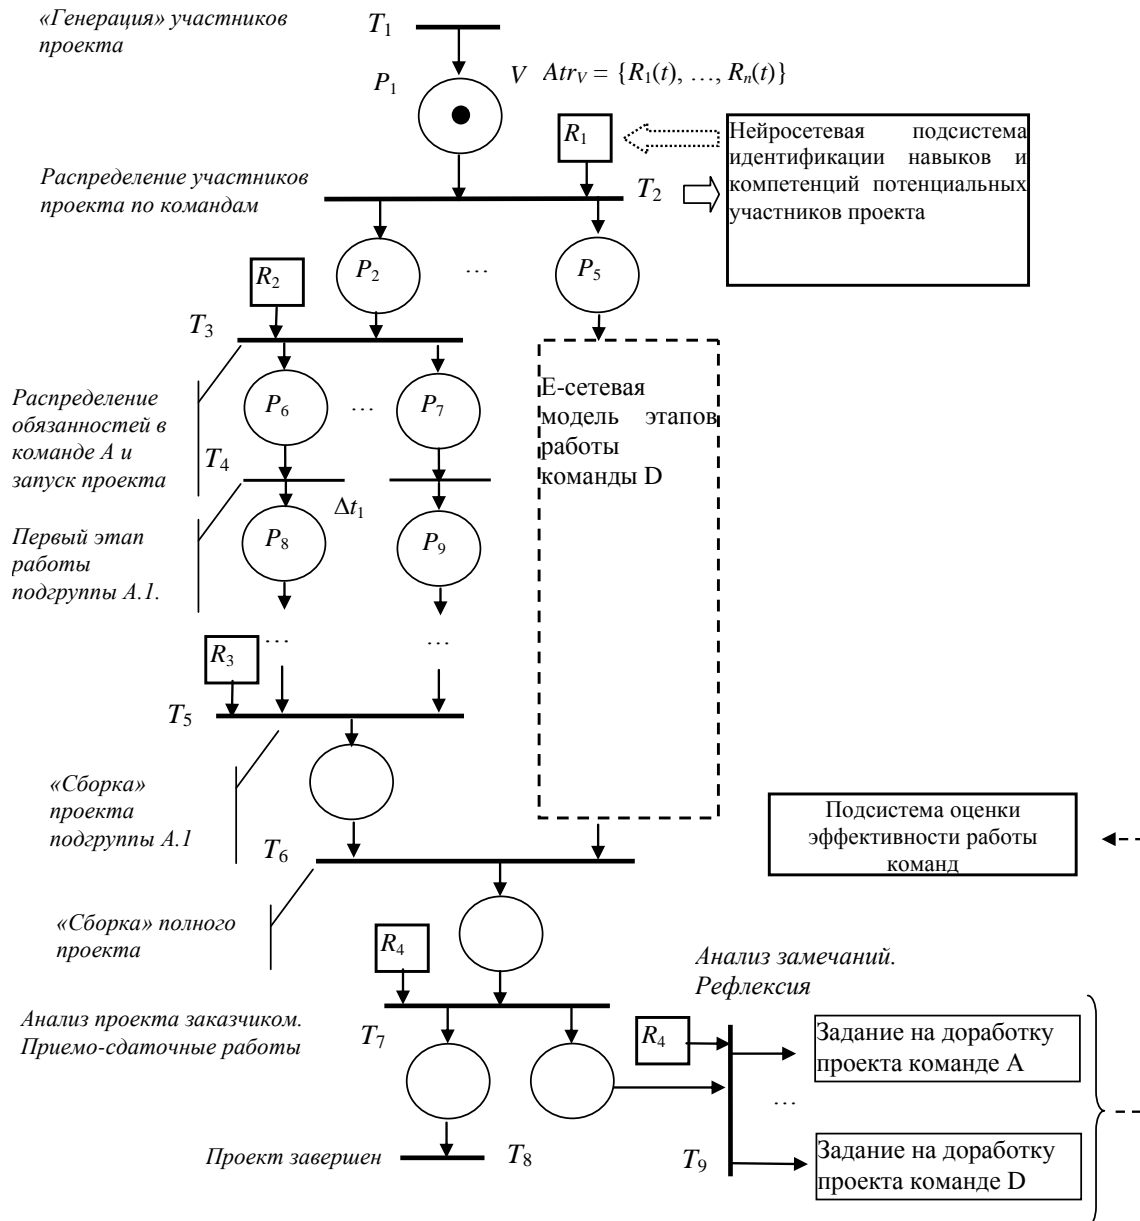 «Генерация» участников
проекта
T1
P1
V AtrV = {R1(t), …, Rn(t)}
R1
Нейросетевая подсистема
идентификации навыков и
компетенций потенциальных
участников проекта
Распределение участников
проекта по командам
T2
P2
…
P5
R2
T3
Е-сетевая
модель этапов
работы
команды D
P6
…
P7
Распределение
обязанностей в
команде А и
запуск проекта
T4
Δt1
P8
P9
Первый этап
работы
подгруппы А.1.
…
…
R3
T5
«Сборка»
проекта
подгруппы А.1
Подсистема оценки
эффективности работы
команд
T6
«Сборка» полного
проекта
R4
Анализ замечаний.
Рефлексия
Анализ проекта заказчиком.
Приемо-сдаточные работы
T7
R4
Задание на доработку
проекта команде А
…
Проект завершен
T8
T9
Задание на доработку
проекта команде D